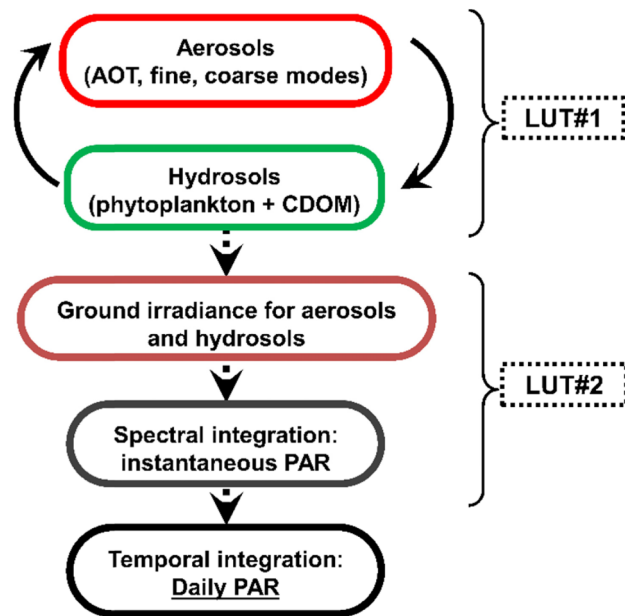 Aerosols
(AOT, fine, coarse modes)
LUT#1
Hydrosols
(phytoplankton + CDOM)
Ground irradiance for aerosols
and hydrosols
LUT#2
Spectral integration:
instantaneous PAR
Temporal integration:
Daily PAR